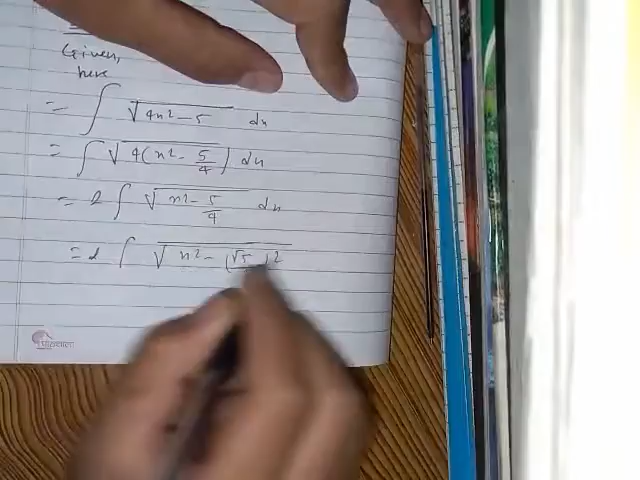 Given,
here
= ∫ √(4x² - 5) dx
= ∫ √(4(x² - 5/4)) dx
= 2 ∫ √(x² - 5/4) dx
= 2 ∫ √(x² - (√5)²